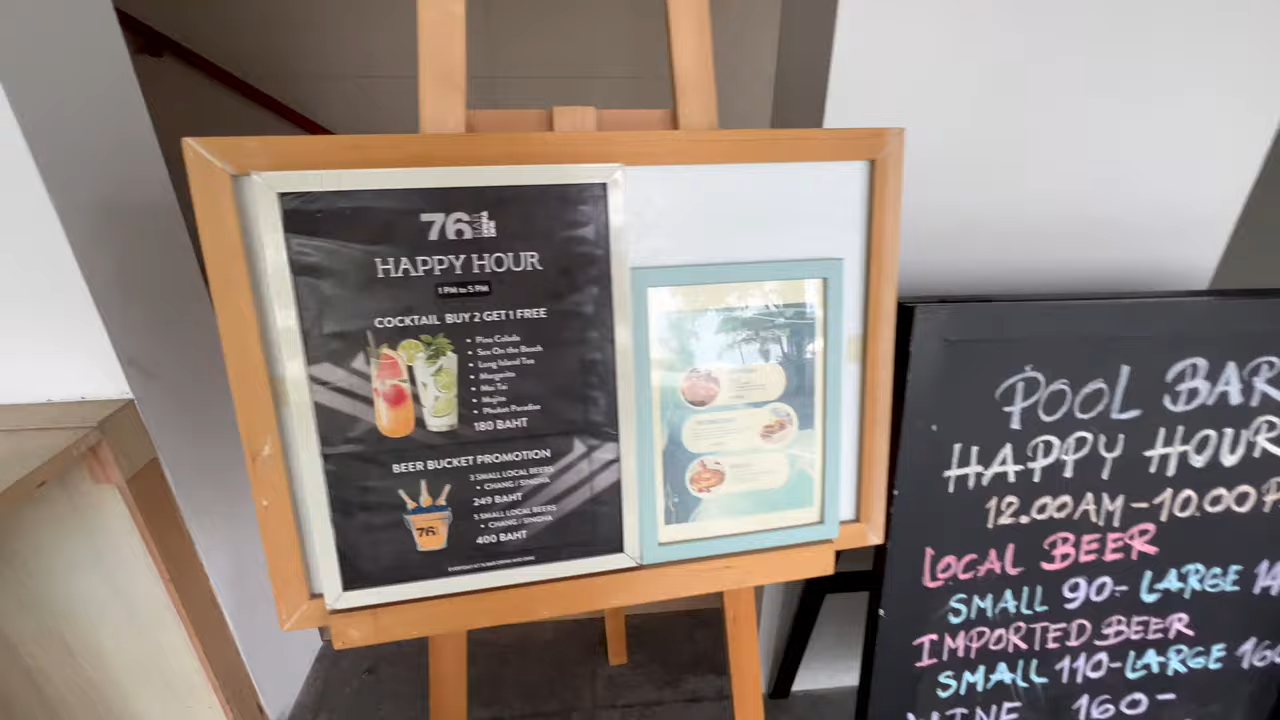 76
HAPPY HOUR
1 PM to 5 PM
COCKTAIL BUY 2 GET 1 FREE
• Pina Colada
• Sex On the Beach
• Long Island Tea
• Margarita
• Mai Tai
• Mojito
• Phuket Paradise
180 BAHT
BEER BUCKET PROMOTION
3 SMALL LOCAL BEERS
• CHANG / SINGHA
249 BAHT
5 SMALL LOCAL BEERS
• CHANG / SINGHA
400 BAHT
76
POOL BAR
HAPPY HOUR
12.00AM-10.00
LOCAL BEER
SMALL 90- LARGE
IMPORTED BEER
SMALL 110-LARGE
WINE 160-